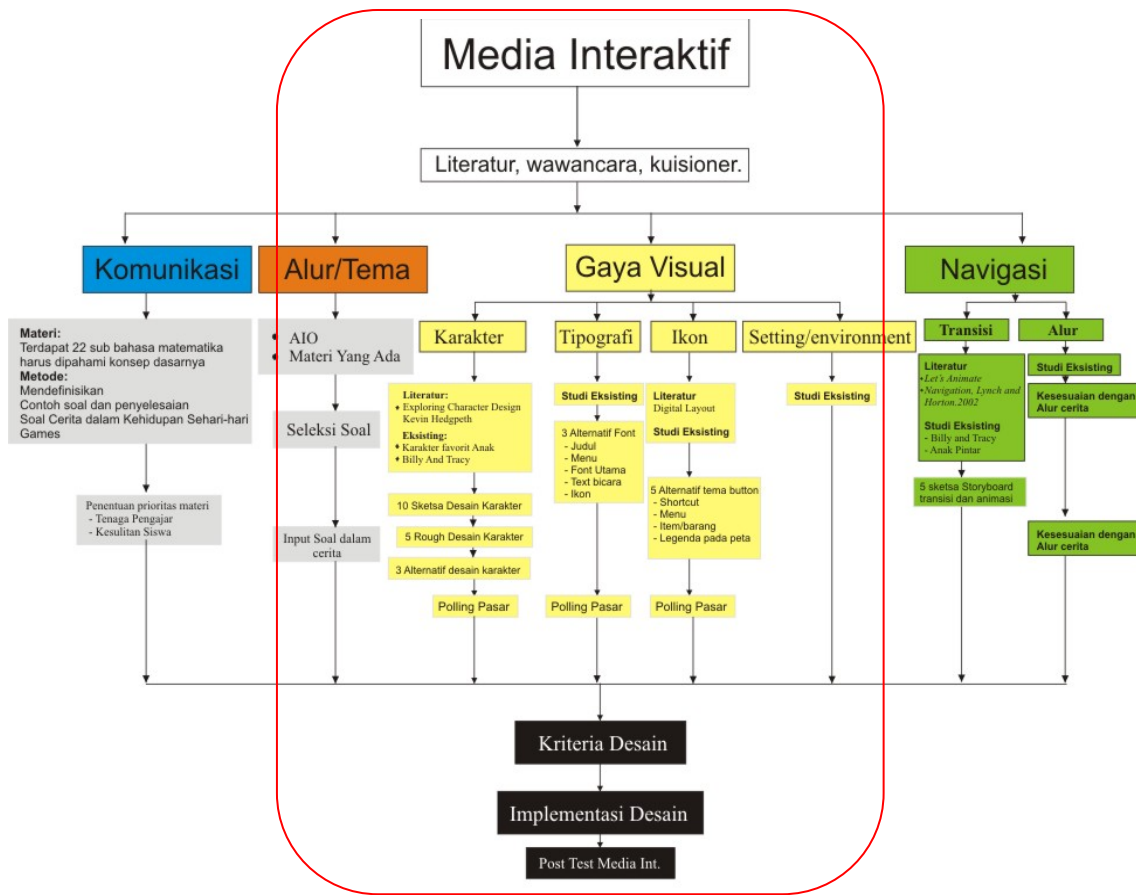 Media Interaktif
Literatur, wawancara, kuisioner.
Komunikasi
Materi:
Terdapat 22 sub bahasa matematika
harus dipahami konsep dasarnya
Metode:
Mendefinisikan
Contoh soal dan penyelesaian
Soal Cerita dalam Kehidupan Sehari-hari
Games
Penentuan prioritas materi
- Tenaga Pengajar
- Kesulitan Siswa
Alur/Tema
• AIO
• Materi Yang Ada
Seleksi Soal
Input Soal dalam
cerita
Gaya Visual
Karakter
Literatur:
♦ Exploring Character Design
Kevin Hedgpeth
Eksisting:
♦ Karakter favorit Anak
♦ Billy And Tracy
10 Sketsa Desain Karakter
5 Rough Desain Karakter
3 Alternatif desain karakter
Polling Pasar
Tipografi
Studi Eksisting
3 Alternatif Font
- Judul
- Menu
- Font Utama
- Text bicara
- Ikon
Polling Pasar
Ikon
Literatur
Digital Layout
Studi Eksisting
5 Alternatif tema button
- Shortcut
- Menu
- Item/barang
- Legenda pada peta
Polling Pasar
Setting/environment
Studi Eksisting
Navigasi
Transisi
Literatur
•Let's Animate
•Navigation, Lynch and
Horton.2002
Studi Eksisting
- Billy and Tracy
- Anak Pintar
5 sketsa Storyboard
transisi dan animasi
Alur
Studi Eksisting
Kesesuaian dengan
Alur cerita
Kesesuaian dengan
Alur cerita
Kriteria Desain
Implementasi Desain
Post Test Media Int.